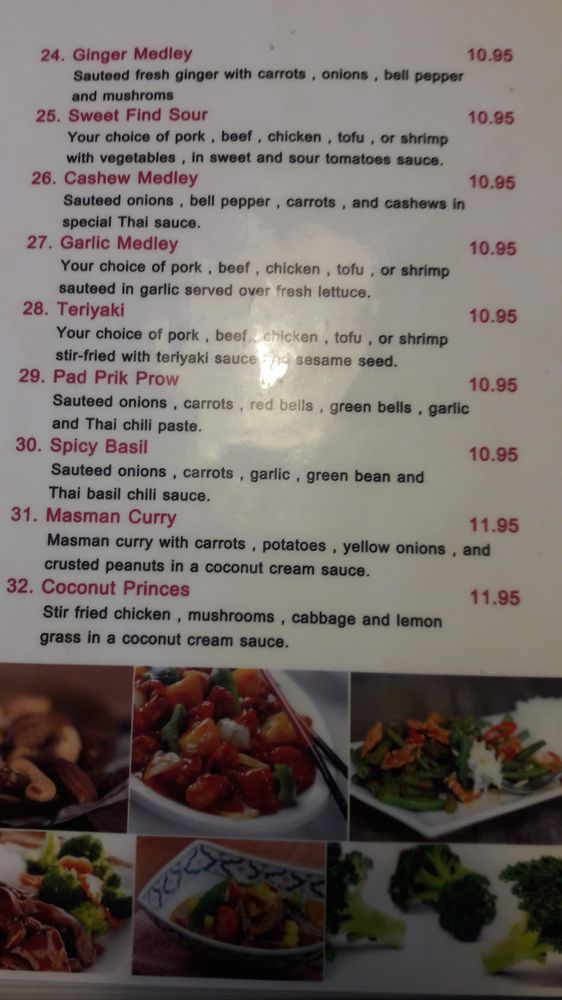 24. Ginger Medley 10.95
Sauteed fresh ginger with carrots , onions , bell pepper
and mushroms
25. Sweet Find Sour 10.95
Your choice of pork , beef , chicken , tofu , or shrimp
with vegetables , in sweet and sour tomatoes sauce.
26. Cashew Medley 10.95
Sauteed onions , bell pepper , carrots , and cashews in
special Thai sauce.
27. Garlic Medley 10.95
Your choice of pork , beef , chicken , tofu , or shrimp
sauteed in garlic served over fresh lettuce.
28. Teriyaki 10.95
Your choice of pork , beef , chicken , tofu , or shrimp
stir-fried with teriyaki sauce and sesame seed.
29. Pad Prik Prow 10.95
Sauteed onions , carrots , red bells , green bells , garlic
and Thai chili paste.
30. Spicy Basil 10.95
Sauteed onions , carrots , garlic , green bean and
Thai basil chili sauce.
31. Masman Curry 11.95
Masman curry with carrots , potatoes , yellow onions , and
crusted peanuts in a coconut cream sauce.
32. Coconut Princes 11.95
Stir fried chicken , mushrooms , cabbage and lemon
grass in a coconut cream sauce.